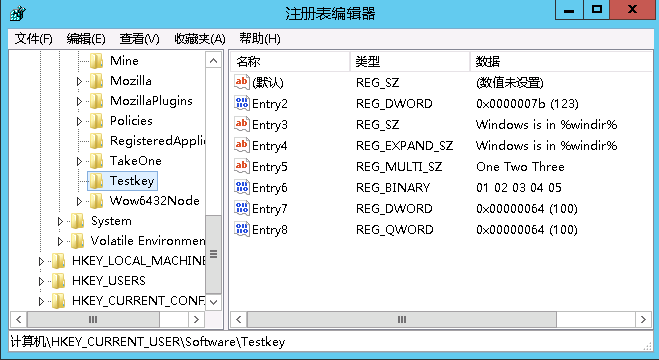 注册表编辑器
文件(F) 编辑(E) 查看(V) 收藏夹(A) 帮助(H)
Mine
Mozilla
MozillaPlugins
Policies
RegisteredApplic
TakeOne
Testkey
Wow6432Node
System
Volatile Environmen
HKEY_LOCAL_MACHINE
HKEY_USERS
HKEY_CURRENT_CONF
名称 类型 数据
(默认) REG_SZ (数值未设置)
Entry2 REG_DWORD 0x0000007b (123)
Entry3 REG_SZ Windows is in %windir%
Entry4 REG_EXPAND_SZ Windows is in %windir%
Entry5 REG_MULTI_SZ One Two Three
Entry6 REG_BINARY 01 02 03 04 05
Entry7 REG_DWORD 0x00000064 (100)
Entry8 REG_QWORD 0x00000064 (100)
计算机\HKEY_CURRENT_USER\Software\Testkey